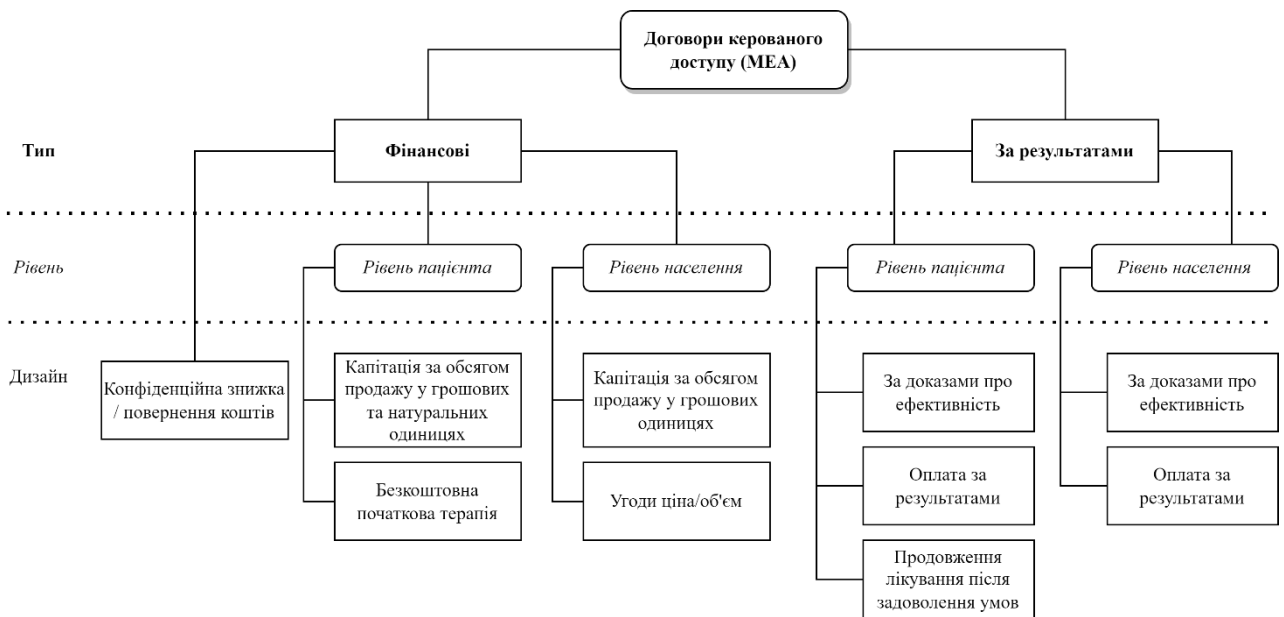 Договори керованого
доступу (МЕА)
Тип
Фінансові
За результатами
Рівень
Рівень пацієнта
Рівень населення
Рівень пацієнта
Рівень населення
Дизайн
Конфіденційна знижка
/ повернення коштів
Капітація за обсягом
продажу у грошових
та натуральних
одиницях
Капітація за обсягом
продажу у грошових
одиницях
За доказами про
ефективність
За доказами про
ефективність
Безкоштовна
початкова терапія
Угоди ціна/об'єм
Оплата за
результатами
Оплата за
результатами
Продовження
лікування після
задоволення умов